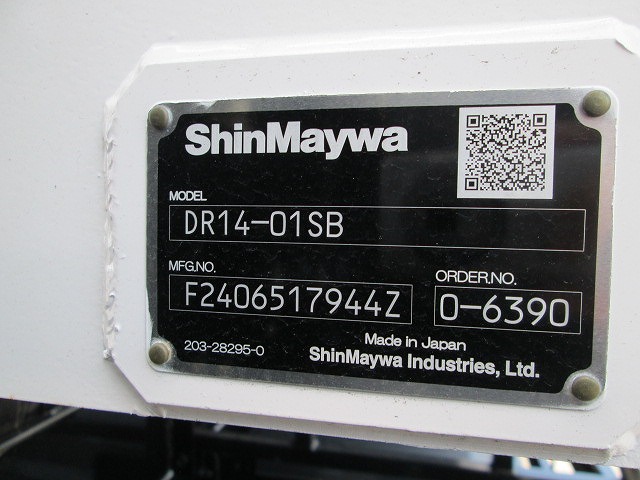 ShinMaywa
MODEL
DR14-01SB
MFG.NO. ORDER.NO.
F2406517944Z 0-6390
203-28295-0 Made in Japan
ShinMaywa Industries, Ltd.